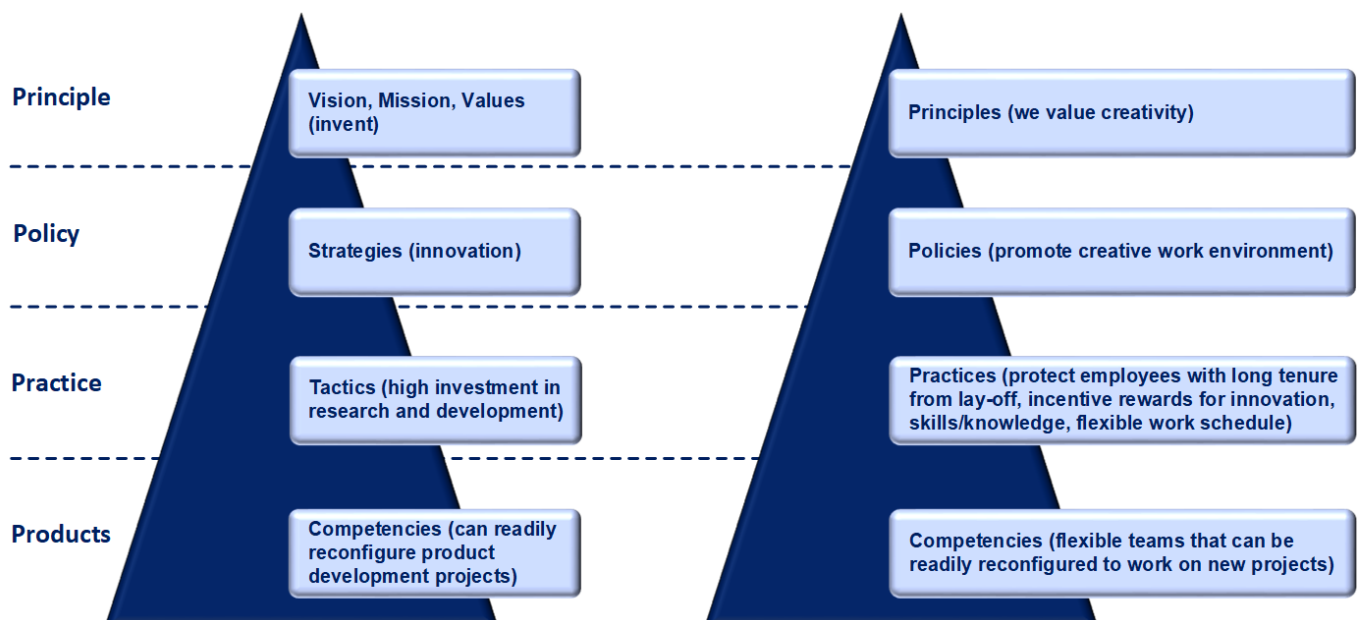 Principle
Vision, Mission, Values
(invent)
Principles (we value creativity)
Policy
Strategies (innovation)
Policies (promote creative work environment)
Practice
Tactics (high investment in
research and development)
Practices (protect employees with long tenure
from lay-off, incentive rewards for innovation,
skills/knowledge, flexible work schedule)
Products
Competencies (can readily
reconfigure product
development projects)
Competencies (flexible teams that can be
readily reconfigured to work on new projects)